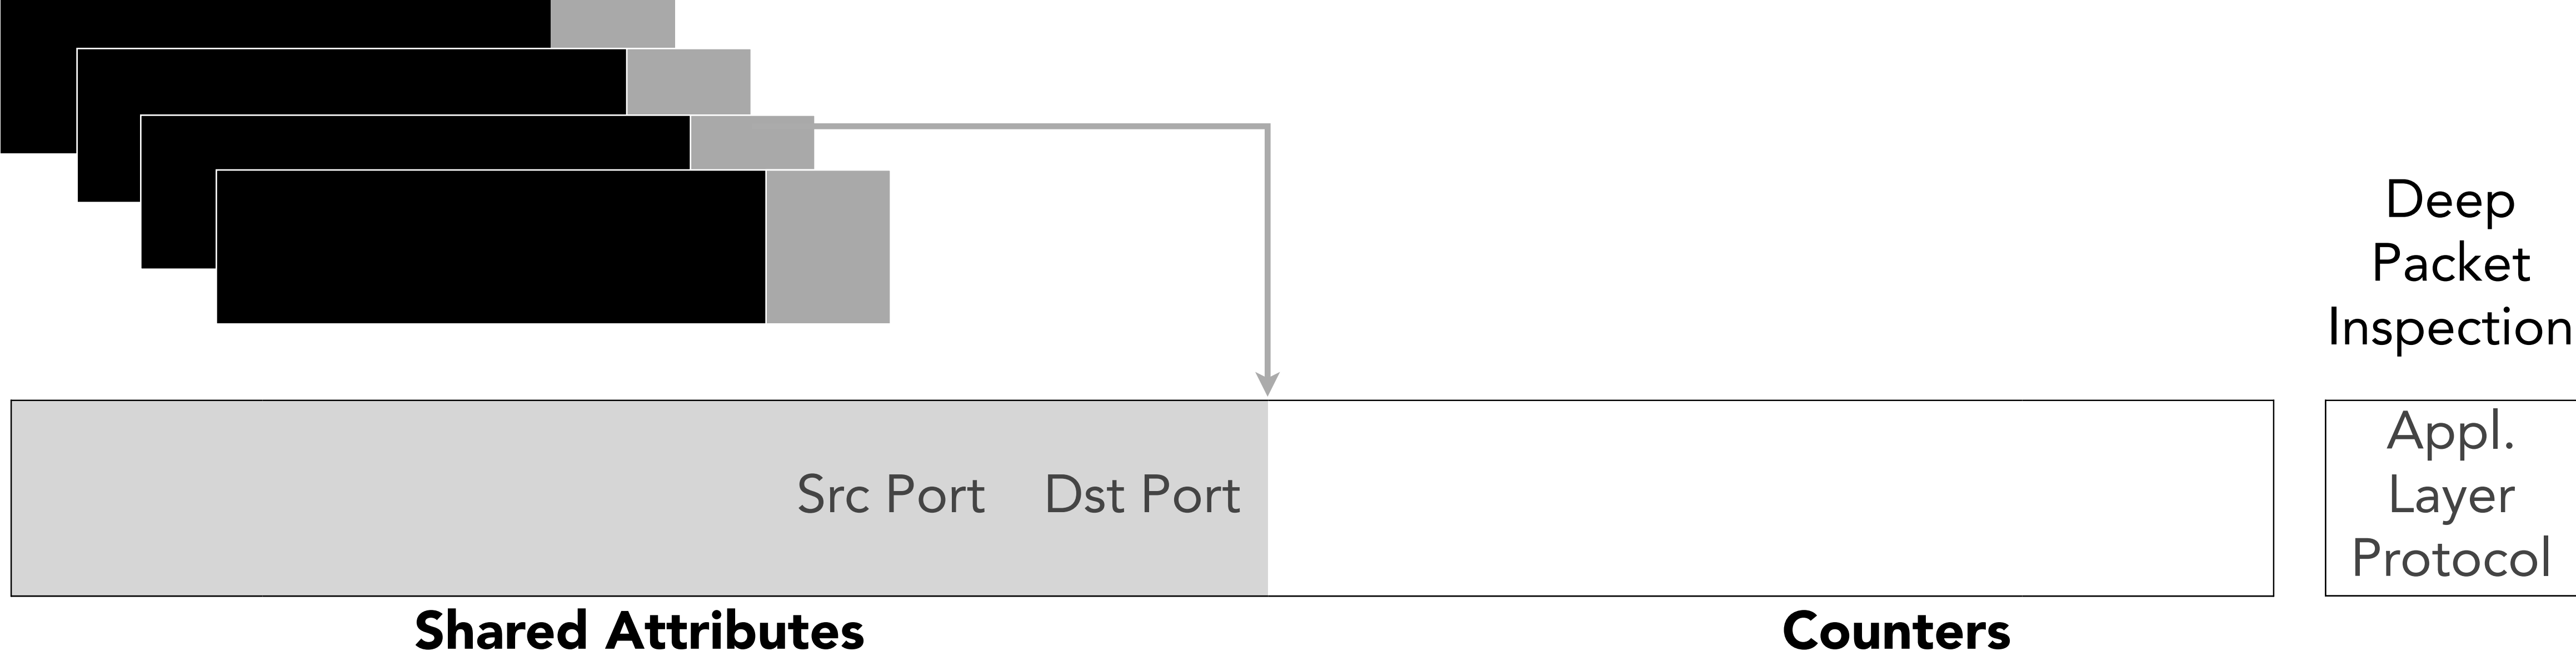 Deep
Packet
Inspection
Src Port Dst Port
Appl.
Layer
Protocol
Shared Attributes
Counters